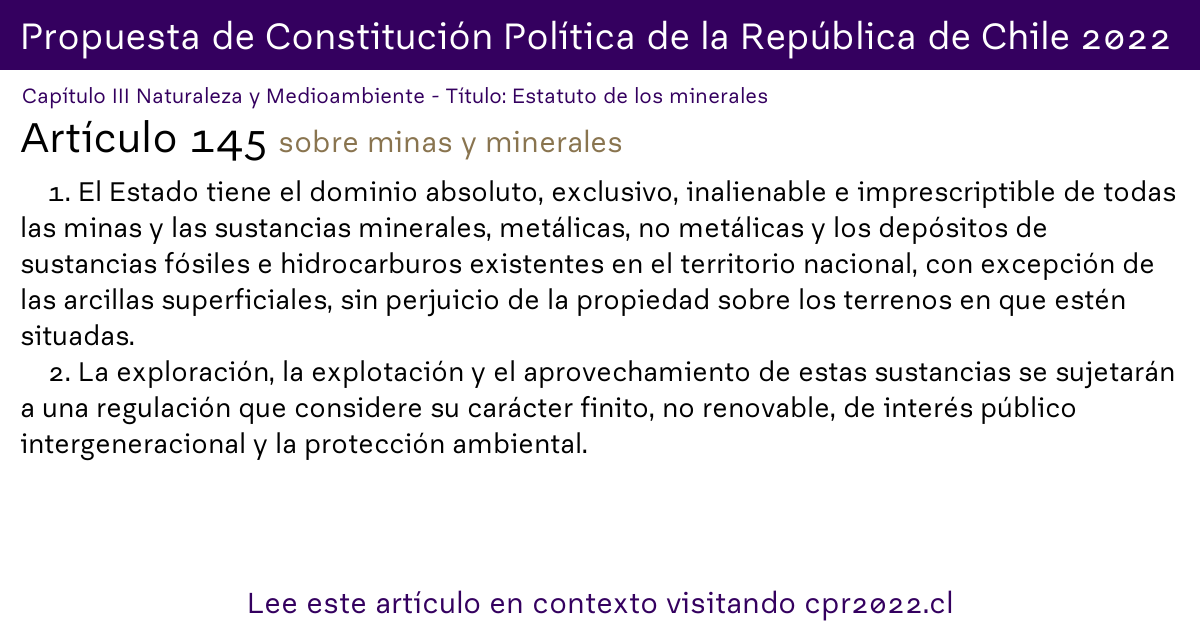 Propuesta de Constitución Política de la República de Chile 2022
Capítulo III Naturaleza y Medioambiente - Título: Estatuto de los minerales
Artículo 145 sobre minas y minerales
1. El Estado tiene el dominio absoluto, exclusivo, inalienable e imprescriptible de todas
las minas y las sustancias minerales, metálicas, no metálicas y los depósitos de
sustancias fósiles e hidrocarburos existentes en el territorio nacional, con excepción de
las arcillas superficiales, sin perjuicio de la propiedad sobre los terrenos en que estén
situadas.
2. La exploración, la explotación y el aprovechamiento de estas sustancias se sujetarán
a una regulación que considere su carácter finito, no renovable, de interés público
intergeneracional y la protección ambiental.
Lee este artículo en contexto visitando cpr2022.cl